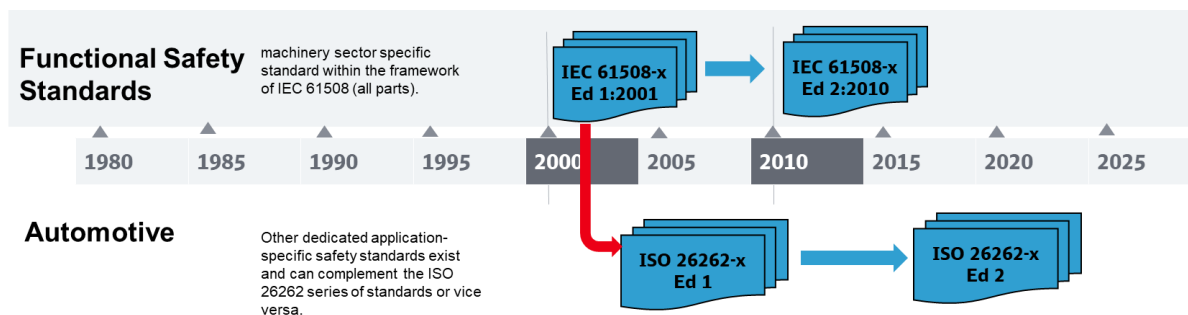 Functional Safety
Standards
machinery sector specific
standard within the framework
of IEC 61508 (all parts).
IEC 61508-x
Ed 1:2001
IEC 61508-x
Ed 2:2010
1980
1985
1990
1995
2000
2005
2010
2015
2020
2025
Automotive
Other dedicated application-
specific safety standards exist
and can complement the ISO
26262 series of standards or vice
versa.
ISO 26262-x
Ed 1
ISO 26262-x
Ed 2